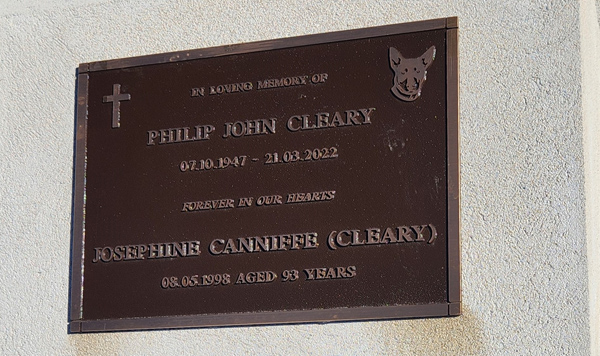 IN LOVING MEMORY OF
PHILIP JOHN CLEARY
07.10.1947 - 21.03.2022
FOREVER IN OUR HEARTS
JOSEPHINE CANNIFFE (CLEARY)
08.05.1998 AGED 93 YEARS